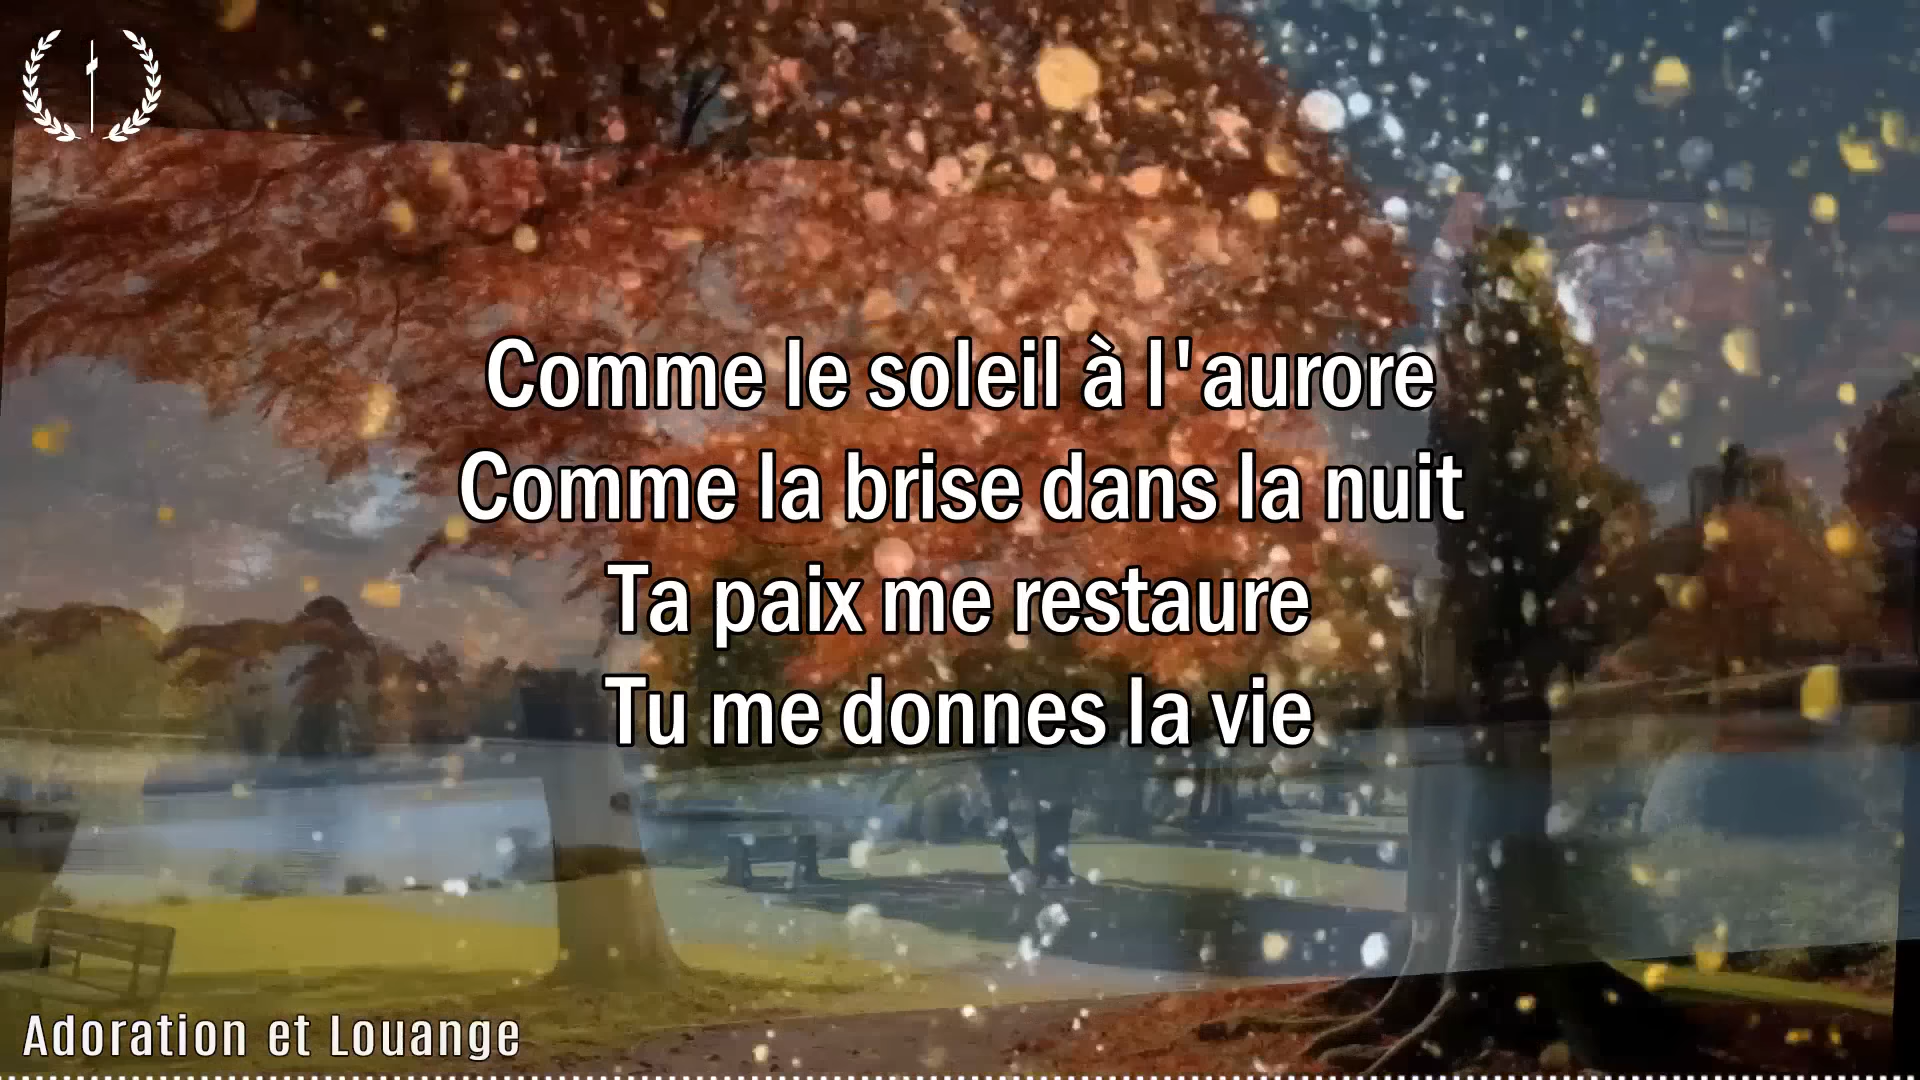 Comme le soleil à l'aurore
Comme la brise dans la nuit
Ta paix me restaure
Tu me donnes la vie
Adoration et Louange